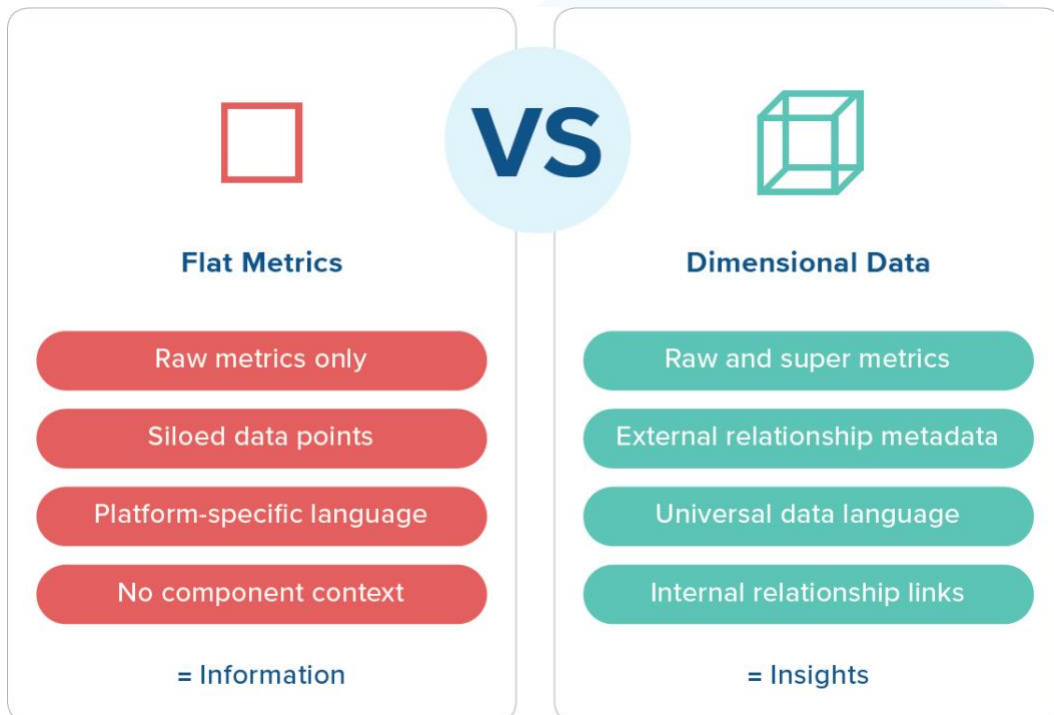 VS
Flat Metrics
Raw metrics only
Siloed data points
Platform-specific language
No component context
= Information
Dimensional Data
Raw and super metrics
External relationship metadata
Universal data language
Internal relationship links
= Insights